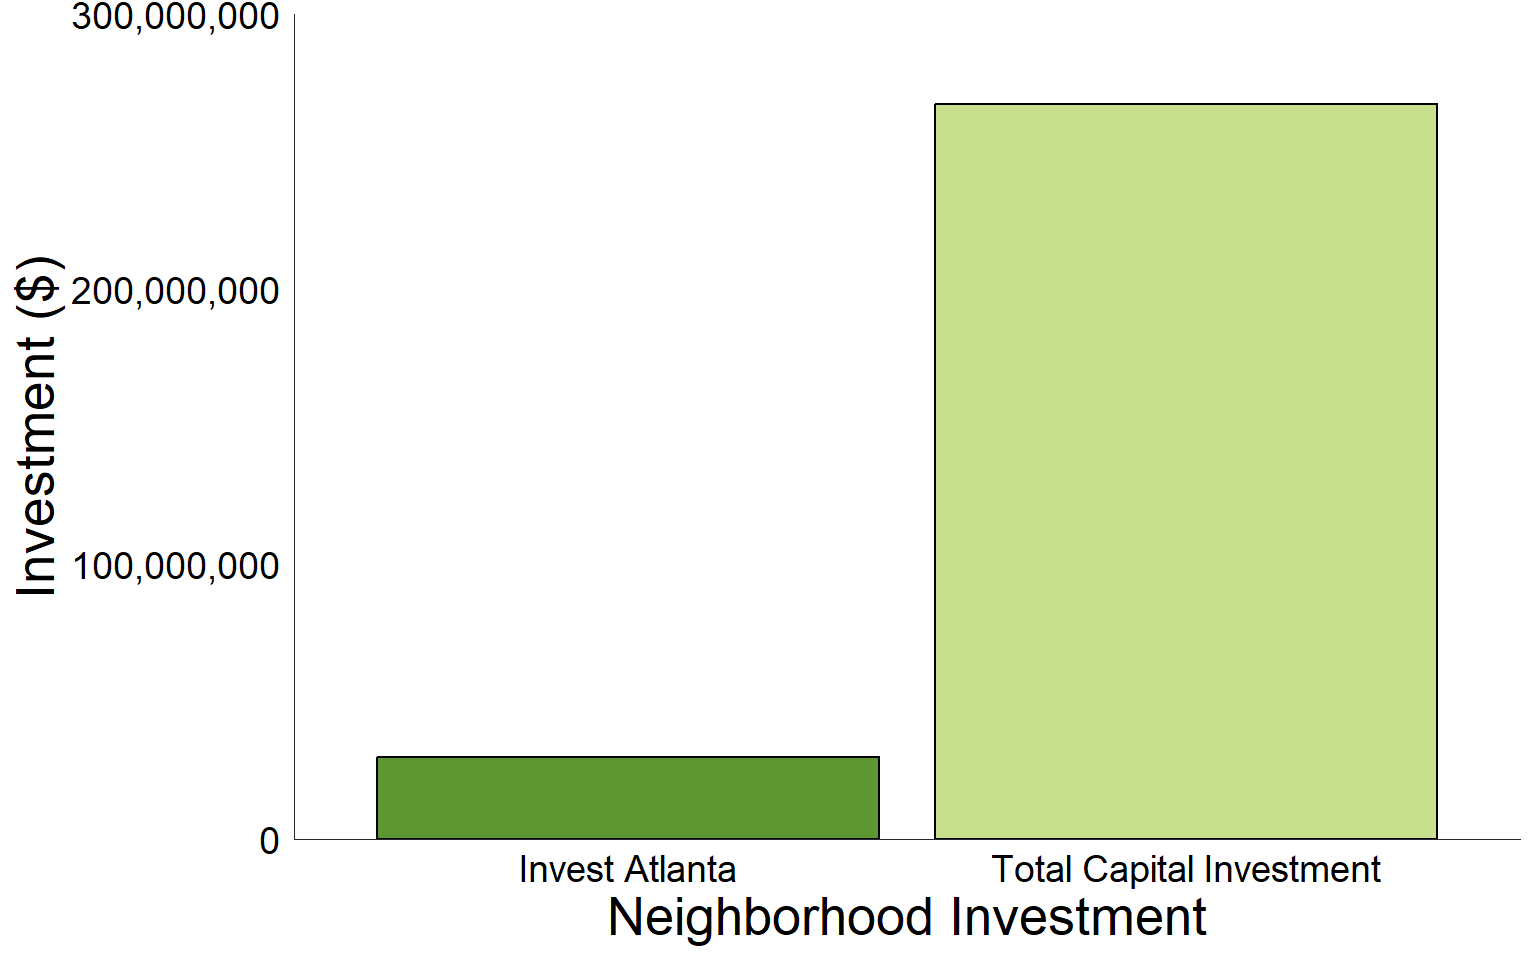 300,000,000
200,000,000
100,000,000
0
Investment ($)
Invest Atlanta
Total Capital Investment
Neighborhood Investment